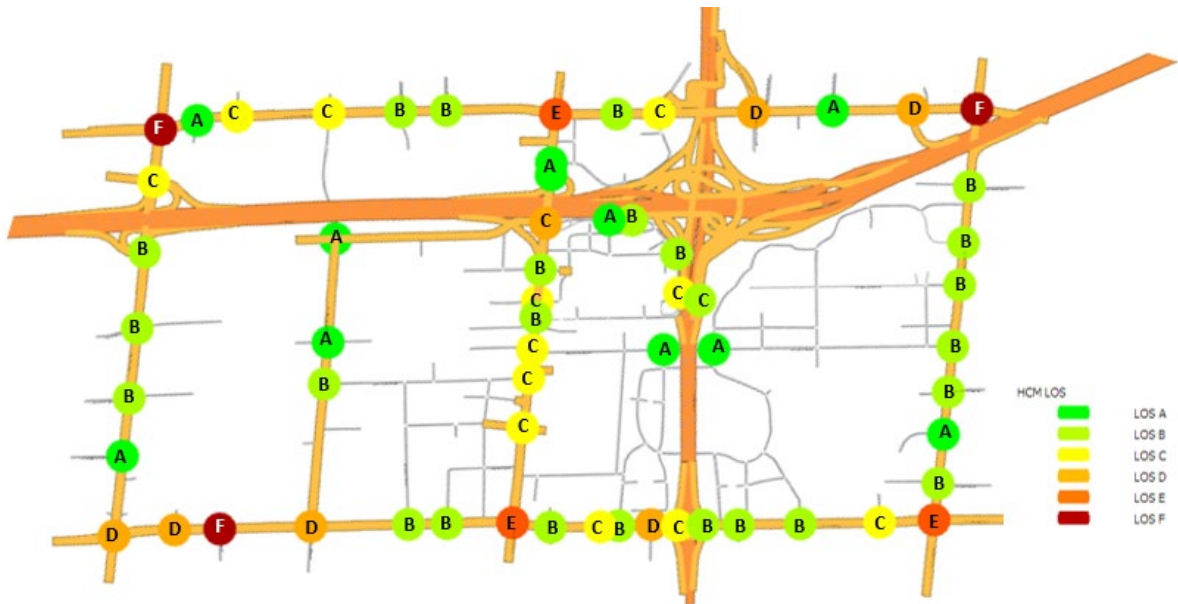 F A C C B B E B C D A D F
C A B
C A B
B A B B
B C C C B
B B
B A C A A B
B B C B
A C A
B
D D F D B B E B C B D C B B B C E
HCM LOS
LOS A
LOS B
LOS C
LOS D
LOS E
LOS F